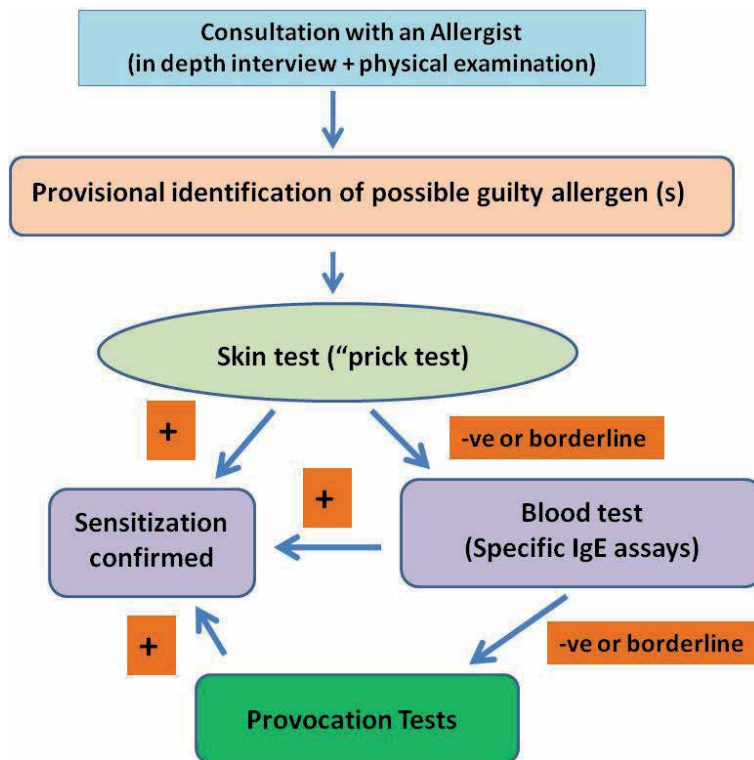 Consultation with an Allergist
(in depth interview + physical examination)
Provisional identification of possible guilty allergen (s)
Skin test (“prick test)
+
-ve or borderline
+
Sensitization
confirmed
Blood test
(Specific IgE assays)
+
-ve or borderline
Provocation Tests